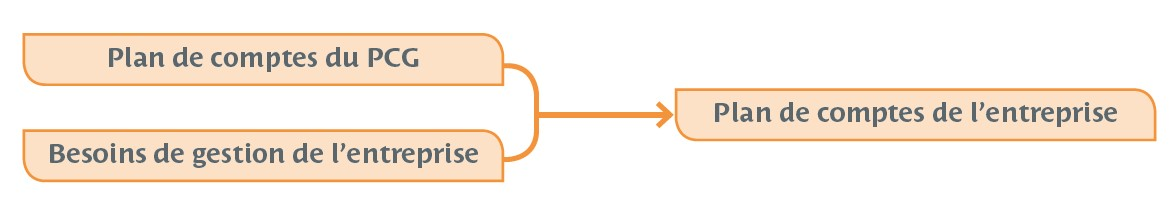 Plan de comptes du PCG
Besoins de gestion de l’entreprise
Plan de comptes de l’entreprise